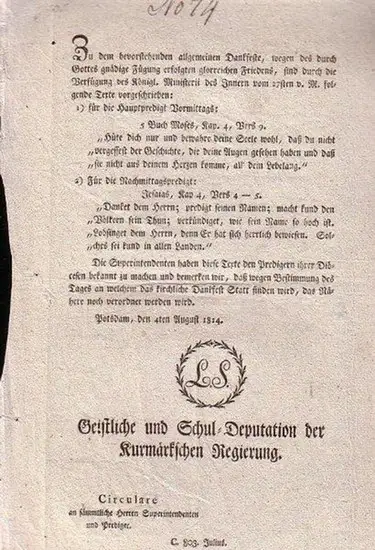 No 74
Zu dem bevorstehenden allgemeinen Dankfeste, wegen des durch
Gottes gnädige Fügung erfolgten glorreichen Friedens, sind durch die
Verfügung des Königl. Ministerii des Innern vom 27sten v. M. fol-
gende Texte vorgeschrieben:
1) für die Hauptpredigt Vormittags:
5 Buch Moses, Kap. 4, Vers 9.
„Hüte dich nur und bewahre deine Seele wohl, daß du nicht
„vergessest der Geschichte, die deine Augen gesehen haben und daß
„sie nicht aus deinem Herzen komme, all' dein Lebelang.“
2) Für die Nachmittagspredigt:
Jesaias, Kap 4, Vers 4 — 5.
„Danket dem Herrn; predigt seinen Namen; macht kund den
„Völkern sein Thun; verkündiget, wie sein Name so hoch ist.
„Lobsinget dem Herrn, denn Er hat sich herrlich bewiesen. Sol-
„ches sei kund in allen Landen.“
Die Superintendenten haben diese Texte den Predigern ihrer Diö-
cesen bekannt zu machen und bemerken wir, daß wegen Bestimmung des
Tages an welchem das kirchliche Dankfest Statt finden wird, das Nä-
here noch verordnet werden wird.
Potsdam, den 4ten August 1814.
L. S.
Geistliche und Schul-Deputation der
Kurmärkschen Regierung.
Circulare
an sämmtliche Herren Superintendenten
und Prediger.
C. 803. Julius.